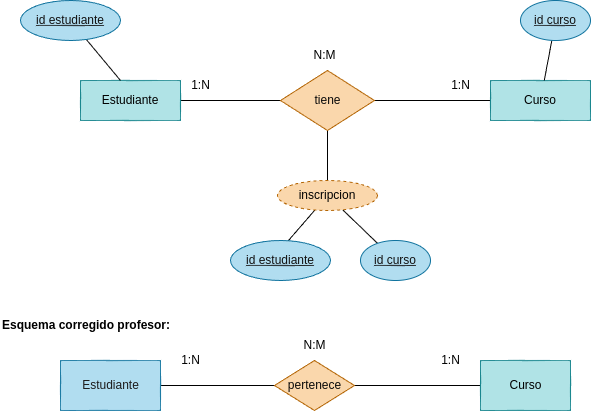 id estudiante
id curso
N:M
1:N
1:N
Estudiante
tiene
Curso
inscripcion
id estudiante
id curso
Esquema corregido profesor:
N:M
1:N
1:N
Estudiante
pertenece
Curso